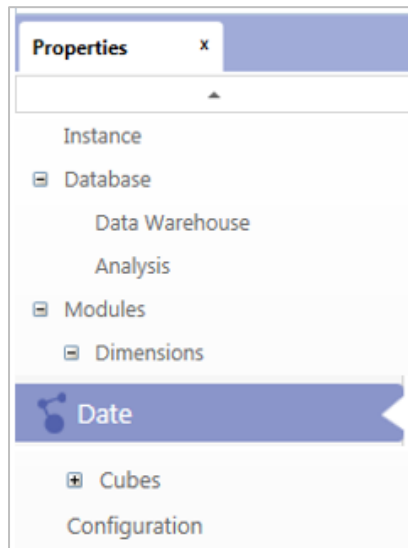 Properties x
Instance
Database
Data Warehouse
Analysis
Modules
Dimensions
Date
Cubes
Configuration